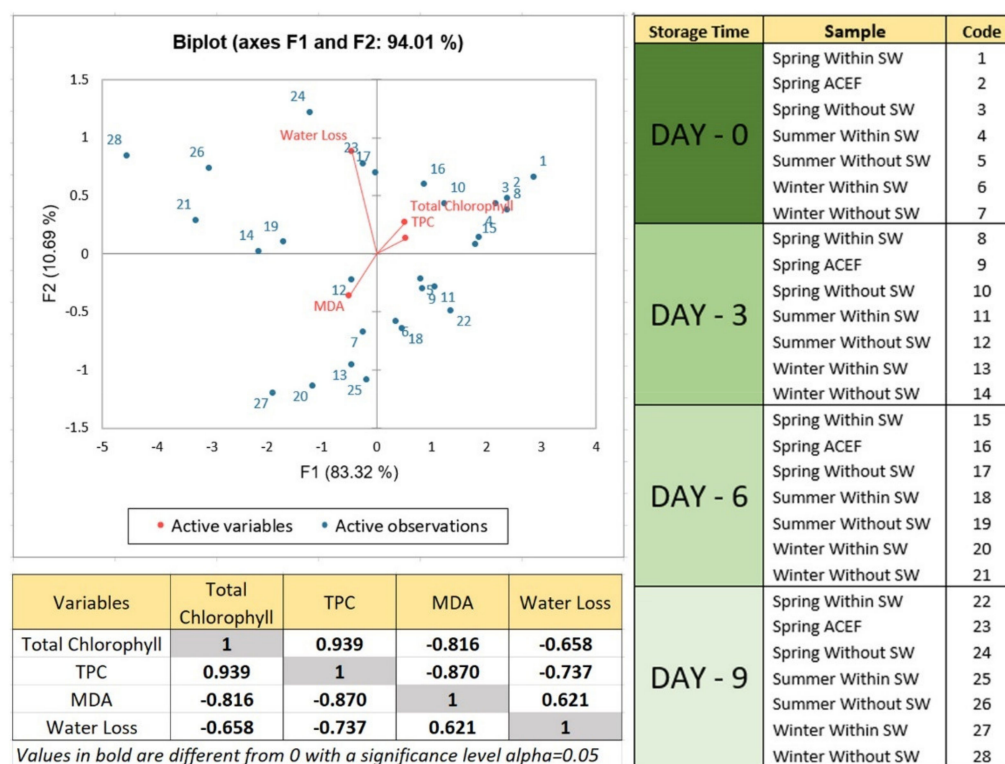 Biplot (axes F1 and F2: 94.01 %)
1.5
1
0.5
0
-0.5
-1
-1.5
F2 (10.69 %)
-5 -4 -3 -2 -1 0 1 2 3 4
F1 (83.32 %)
24
Water Loss
28
26
23
17
16
1
10
3
2
8
21
Total Chlorophyll
TPC
4
15
14
19
12
MDA
5
9
11
22
7
6
18
13
25
27
20
Active variables Active observations
Variables Total Chlorophyll TPC MDA Water Loss
Total Chlorophyll 1 0.939 -0.816 -0.658
TPC 0.939 1 -0.870 -0.737
MDA -0.816 -0.870 1 0.621
Water Loss -0.658 -0.737 0.621 1
Values in bold are different from 0 with a significance level alpha=0.05
Storage Time Sample Code
DAY - 0
Spring Within SW 1
Spring ACEF 2
Spring Without SW 3
Summer Within SW 4
Summer Without SW 5
Winter Within SW 6
Winter Without SW 7
DAY - 3
Spring Within SW 8
Spring ACEF 9
Spring Without SW 10
Summer Within SW 11
Summer Without SW 12
Winter Within SW 13
Winter Without SW 14
DAY - 6
Spring Within SW 15
Spring ACEF 16
Spring Without SW 17
Summer Within SW 18
Summer Without SW 19
Winter Within SW 20
Winter Without SW 21
DAY - 9
Spring Within SW 22
Spring ACEF 23
Spring Without SW 24
Summer Within SW 25
Summer Without SW 26
Winter Within SW 27
Winter Without SW 28